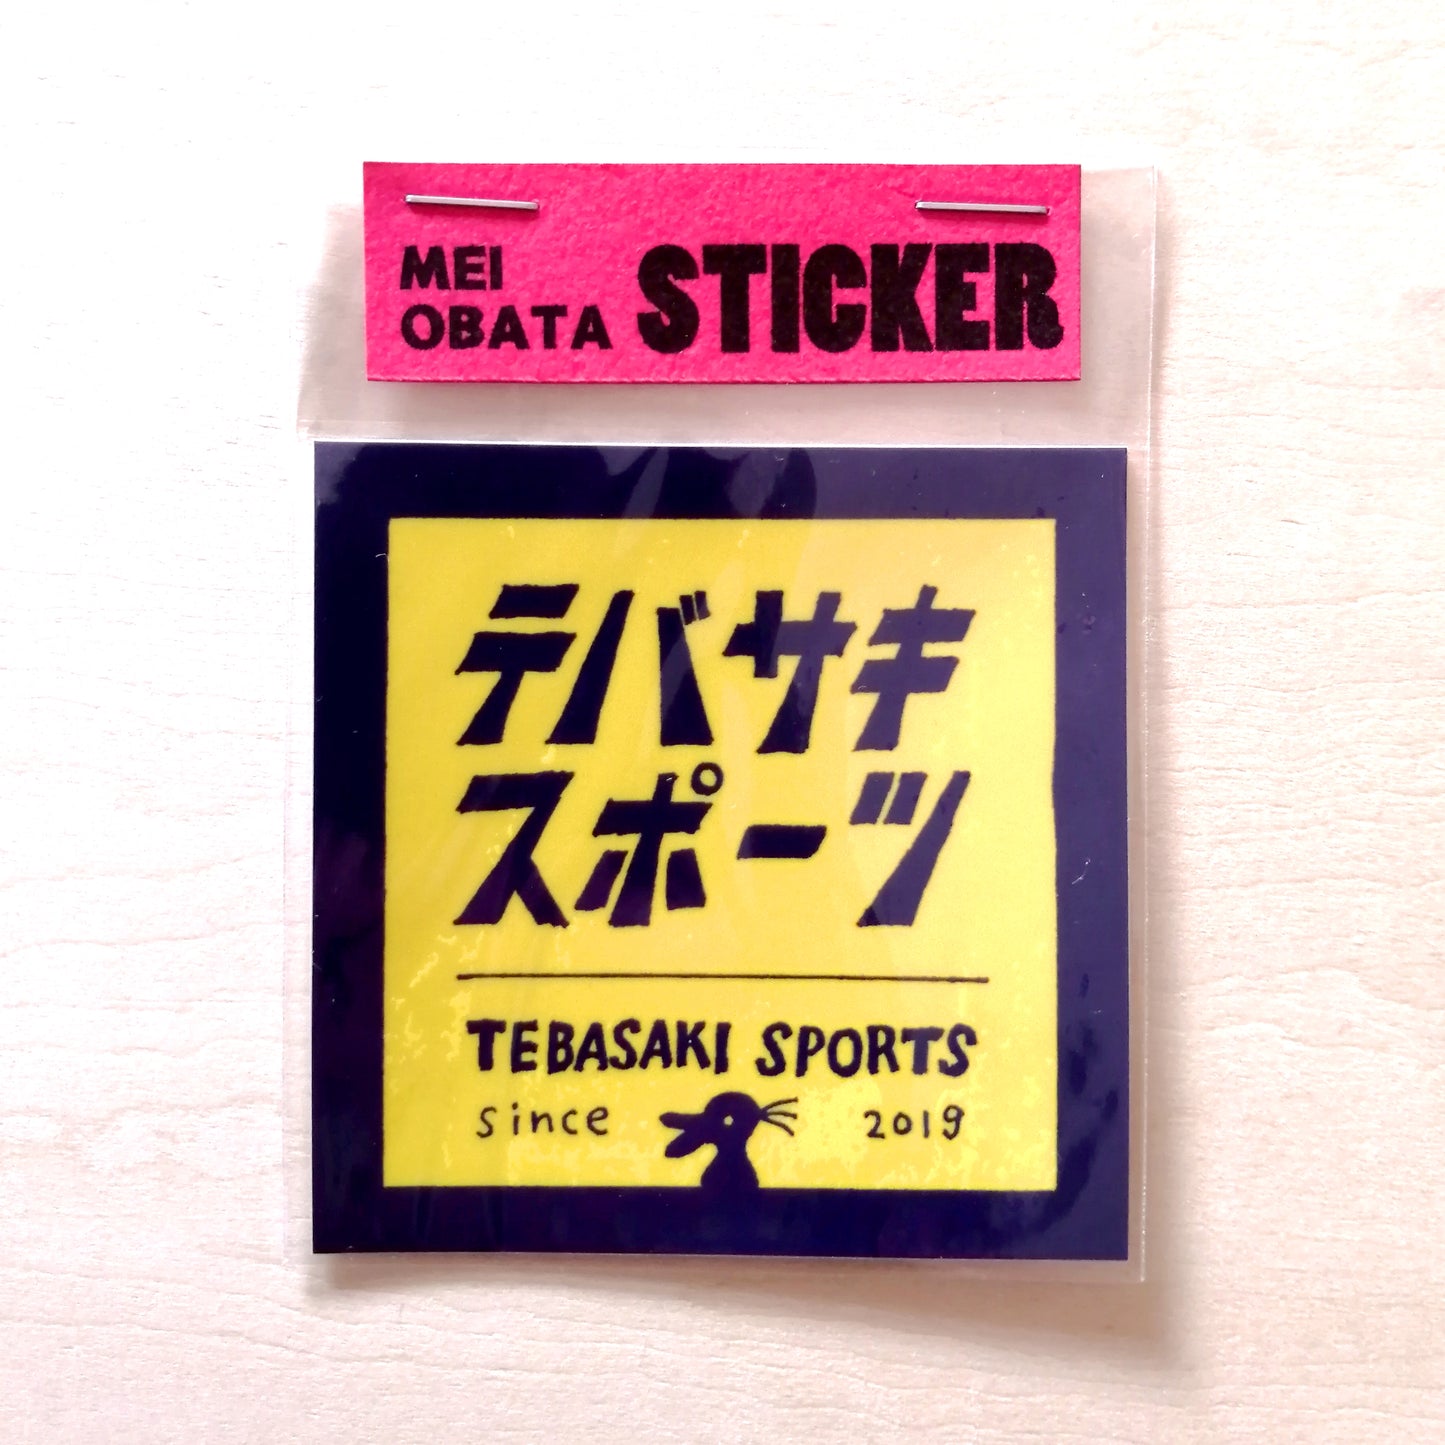 MEI
OBATA STICKER
テバサキ
スポーツ
TEBASAKI SPORTS
since 2019